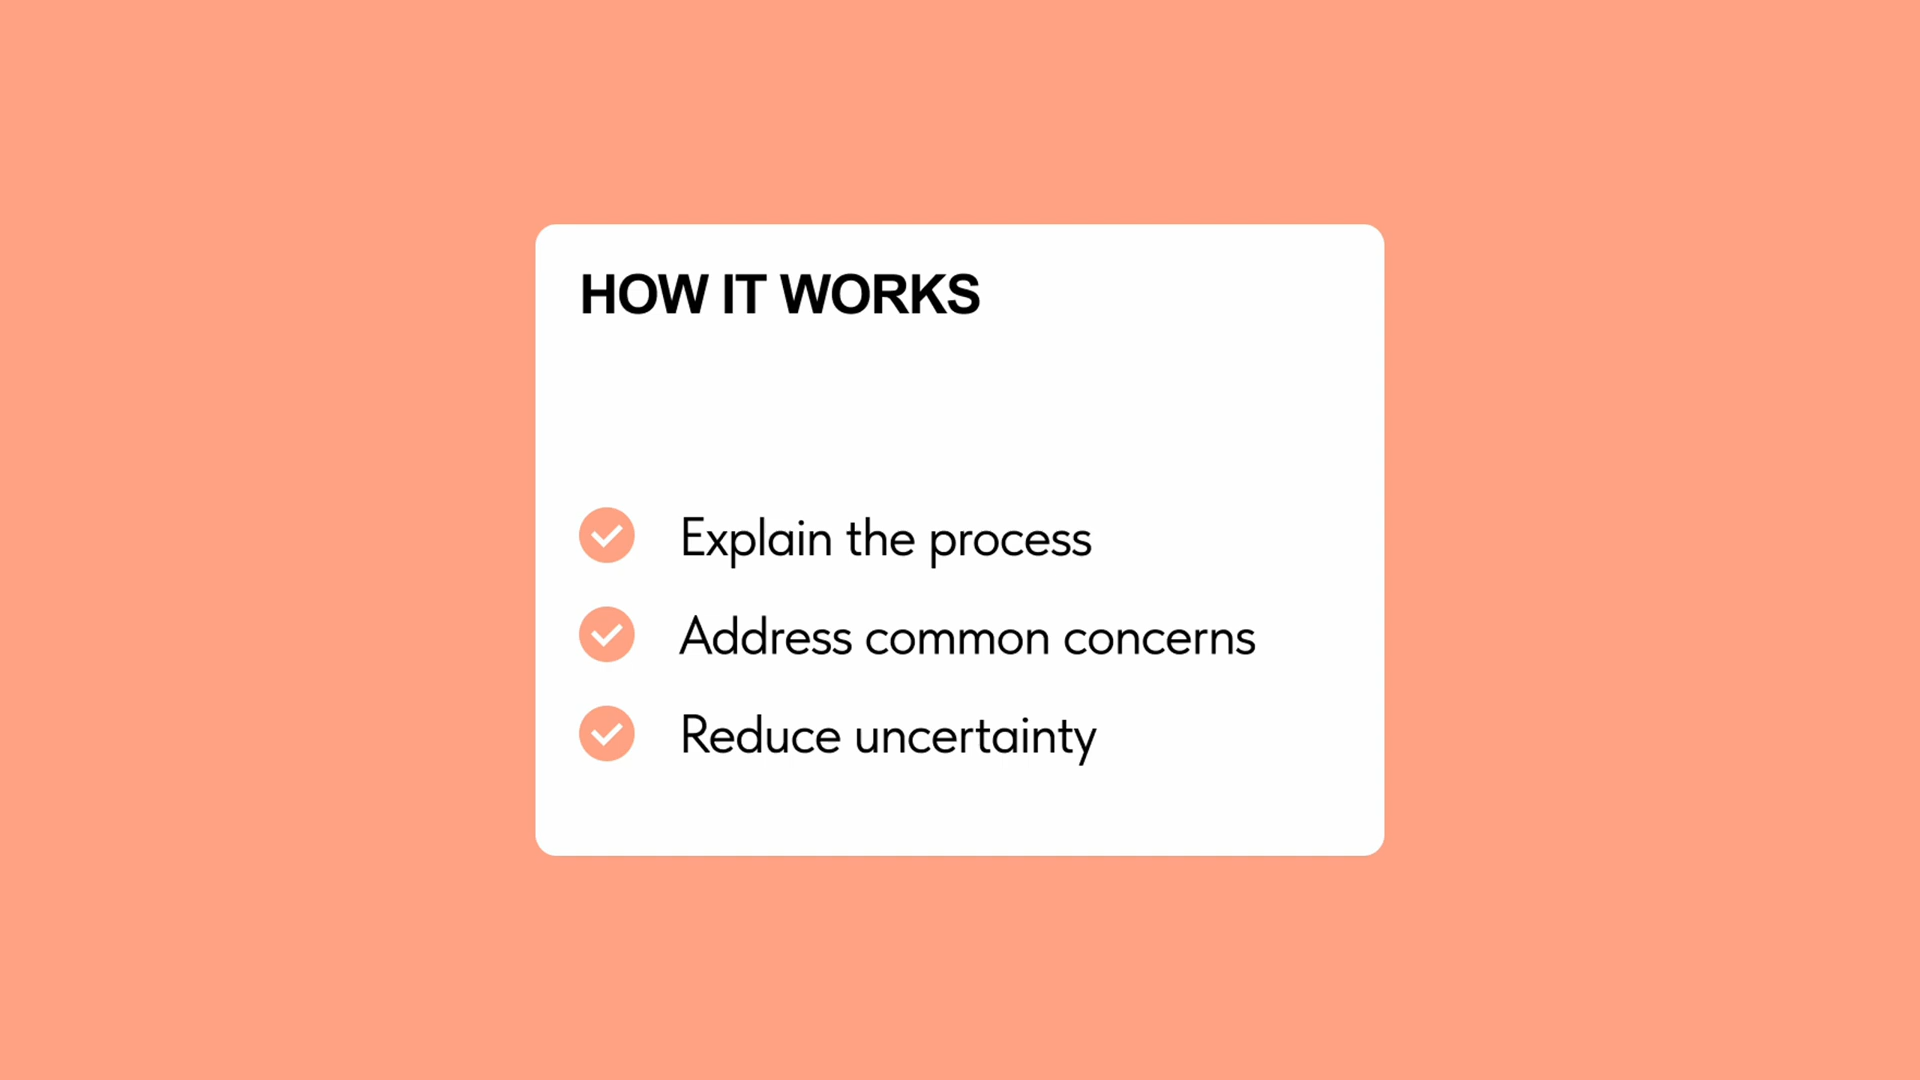 HOW IT WORKS
Explain the process
Address common concerns
Reduce uncertainty